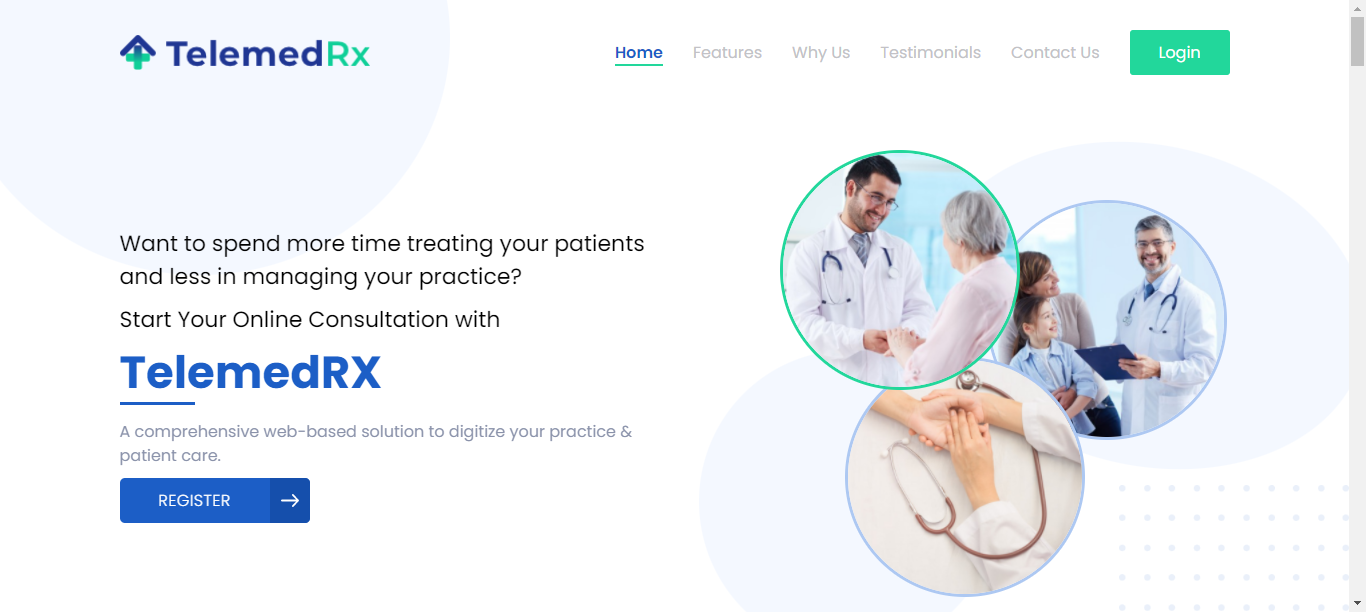 TelemedRx
Home
Features
Why Us
Testimonials
Contact Us
Login
Want to spend more time treating your patients
and less in managing your practice?
Start Your Online Consultation with
TelemedRX
A comprehensive web-based solution to digitize your practice &
patient care.
REGISTER